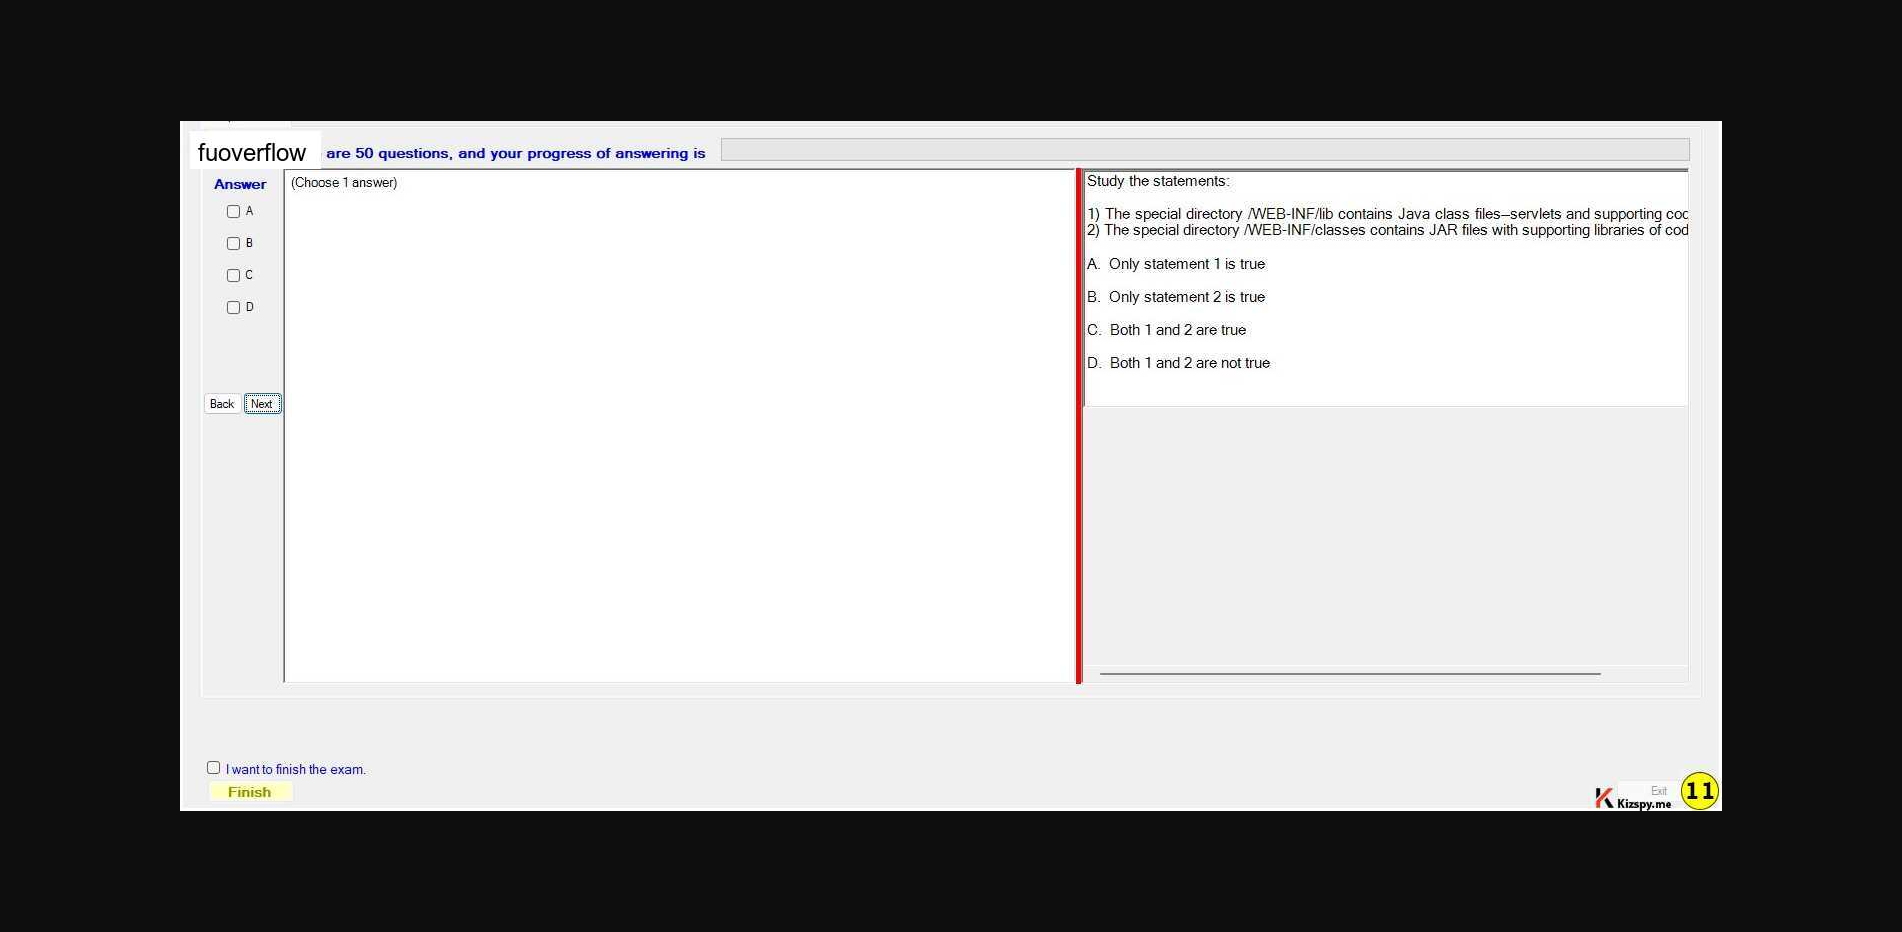 fuoverflow are 50 questions, and your progress of answering is
Answer
A
B
C
D
Back Next
(Choose 1 answer)
Study the statements:
1) The special directory /WEB-INF/lib contains Java class files–servlets and supporting
2) The special directory /WEB-INF/classes contains JAR files with supporting libraries of
A. Only statement 1 is true
B. Only statement 2 is true
C. Both 1 and 2 are true
D. Both 1 and 2 are not true
I want to finish the exam.
Finish
Exit
Kizspy.me
11